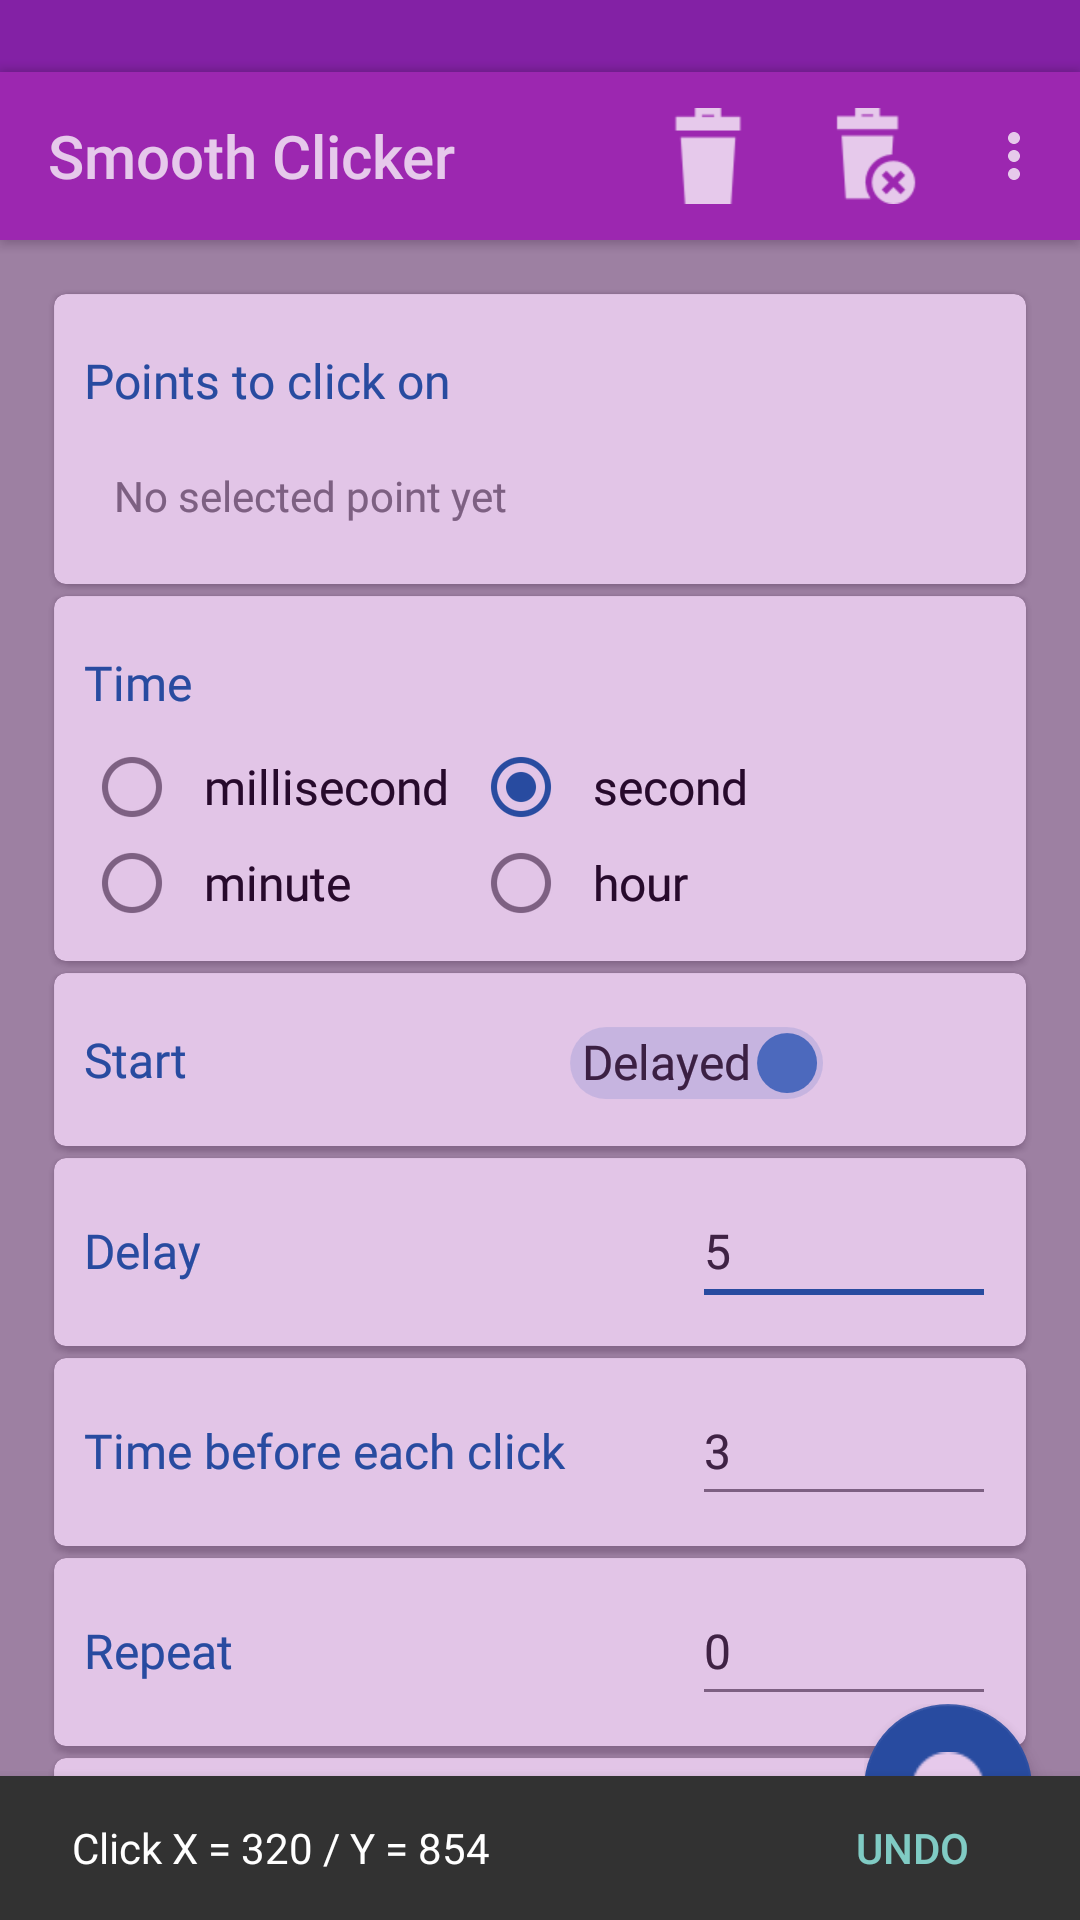 Smooth Clicker
Points to click on
No selected point yet
Time
millisecond second
minute hour
Start Delayed
Delay 5
Time before each click 3
Repeat 0
Click X = 320 / Y = 854 UNDO